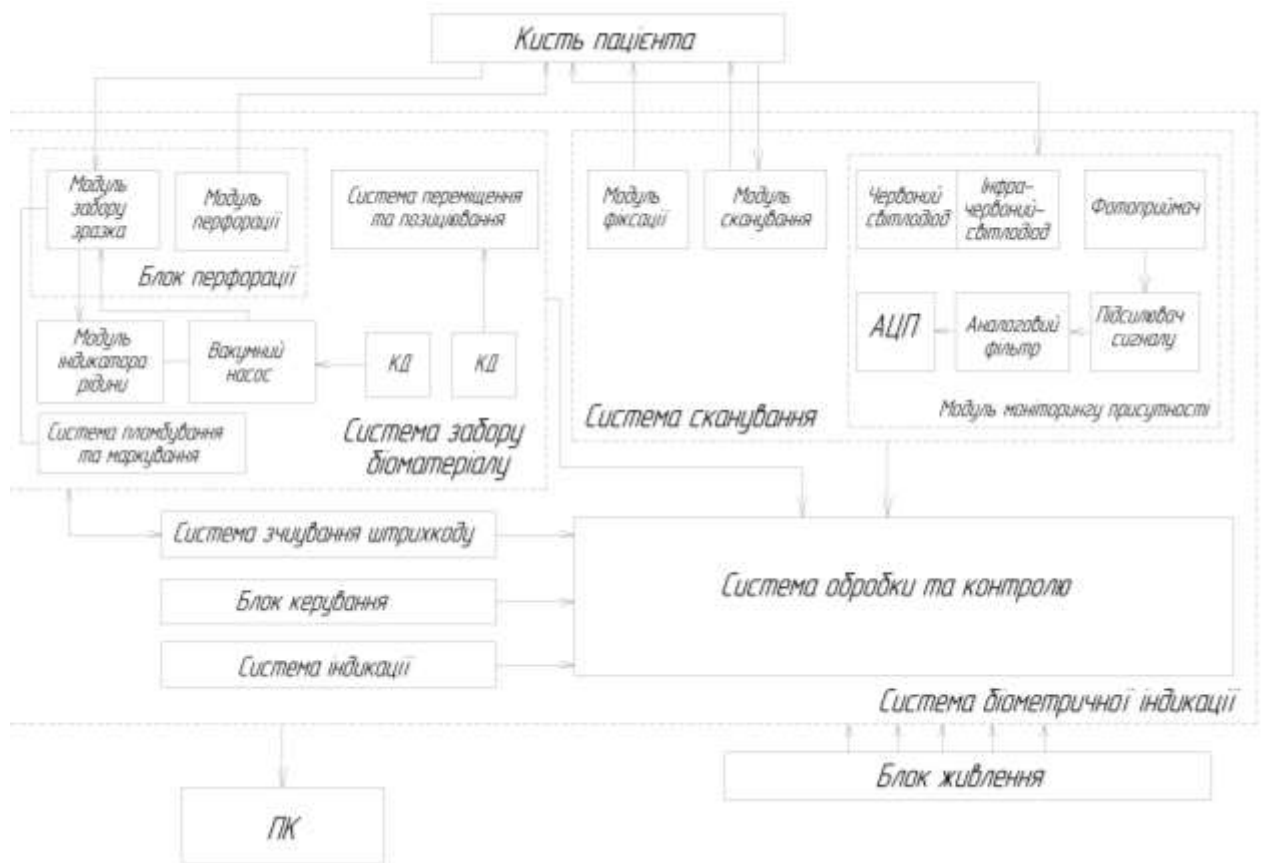 Кисть пацієнта
Модуль
забору
зразка
Модуль
перфорації
Блок перфорації
Система переміщення
та позиціювання
Модуль
індикатора
рідини
Вакумний
насос
КД
КД
Система пломбування
та маркування
Система забору
біоматеріалу
Модуль
фіксації
Модуль
сканування
Червоний
світлодіод
Інфра-
червоний-
світлодіод
Фотоприймач
АЦП
Аналоговий
фільтр
Підсилювач
сигналу
Модуль моніторингу присутності
Система сканування
Система зчиування штрихкоду
Блок керування
Система індикації
Система обробки та контролю
Система біометричної індикації
Блок живлення
ПК